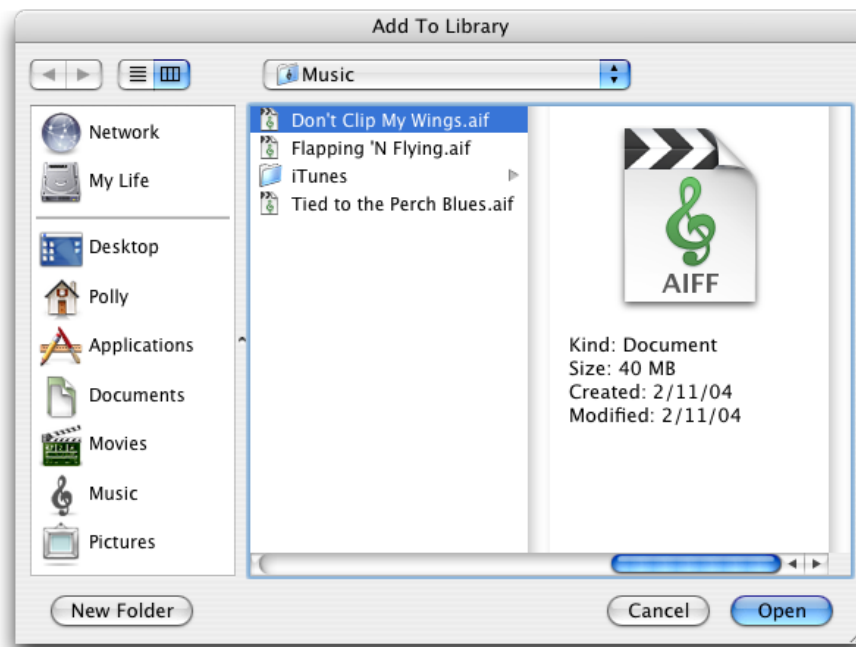 Add To Library
Music
Network
My Life
Desktop
Polly
Applications
Documents
Movies
Music
Pictures
Don't Clip My Wings.aif
Flapping 'N Flying.aif
iTunes
Tied to the Perch Blues.aif
AIFF
Kind: Document
Size: 40 MB
Created: 2/11/04
Modified: 2/11/04
New Folder
Cancel
Open